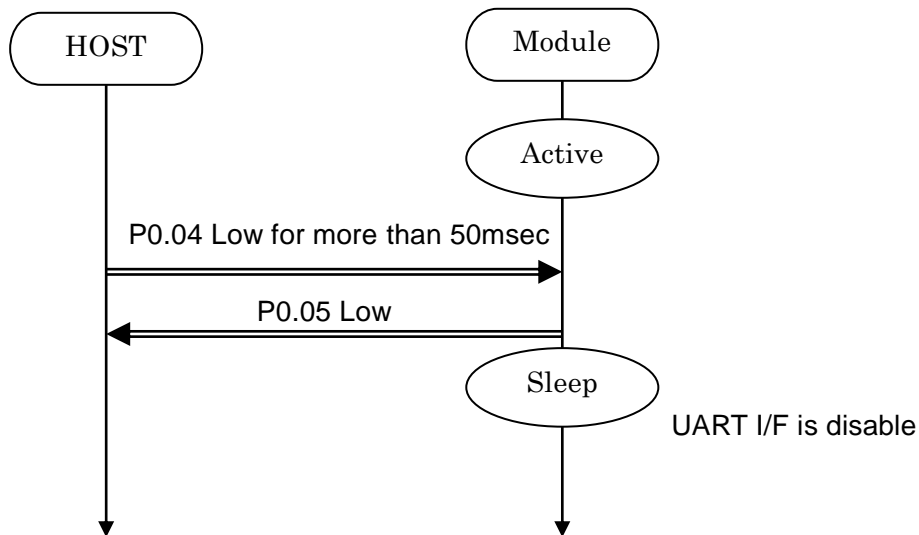 HOST
Module
Active
P0.04 Low for more than 50msec
P0.05 Low
Sleep
UART I/F is disable